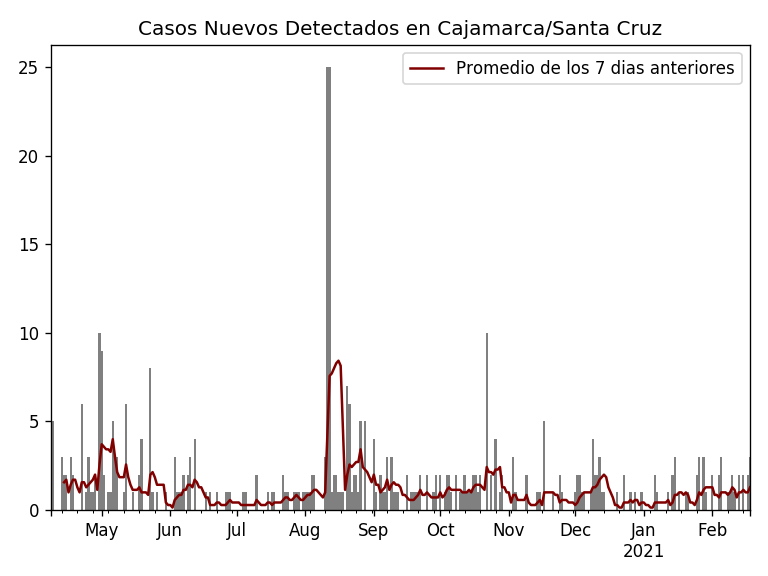 Casos Nuevos Detectados en Cajamarca/Santa Cruz
Promedio de los 7 dias anteriores
25
20
15
10
5
0
May Jun Jul Aug Sep Oct Nov Dec Jan Feb
2021